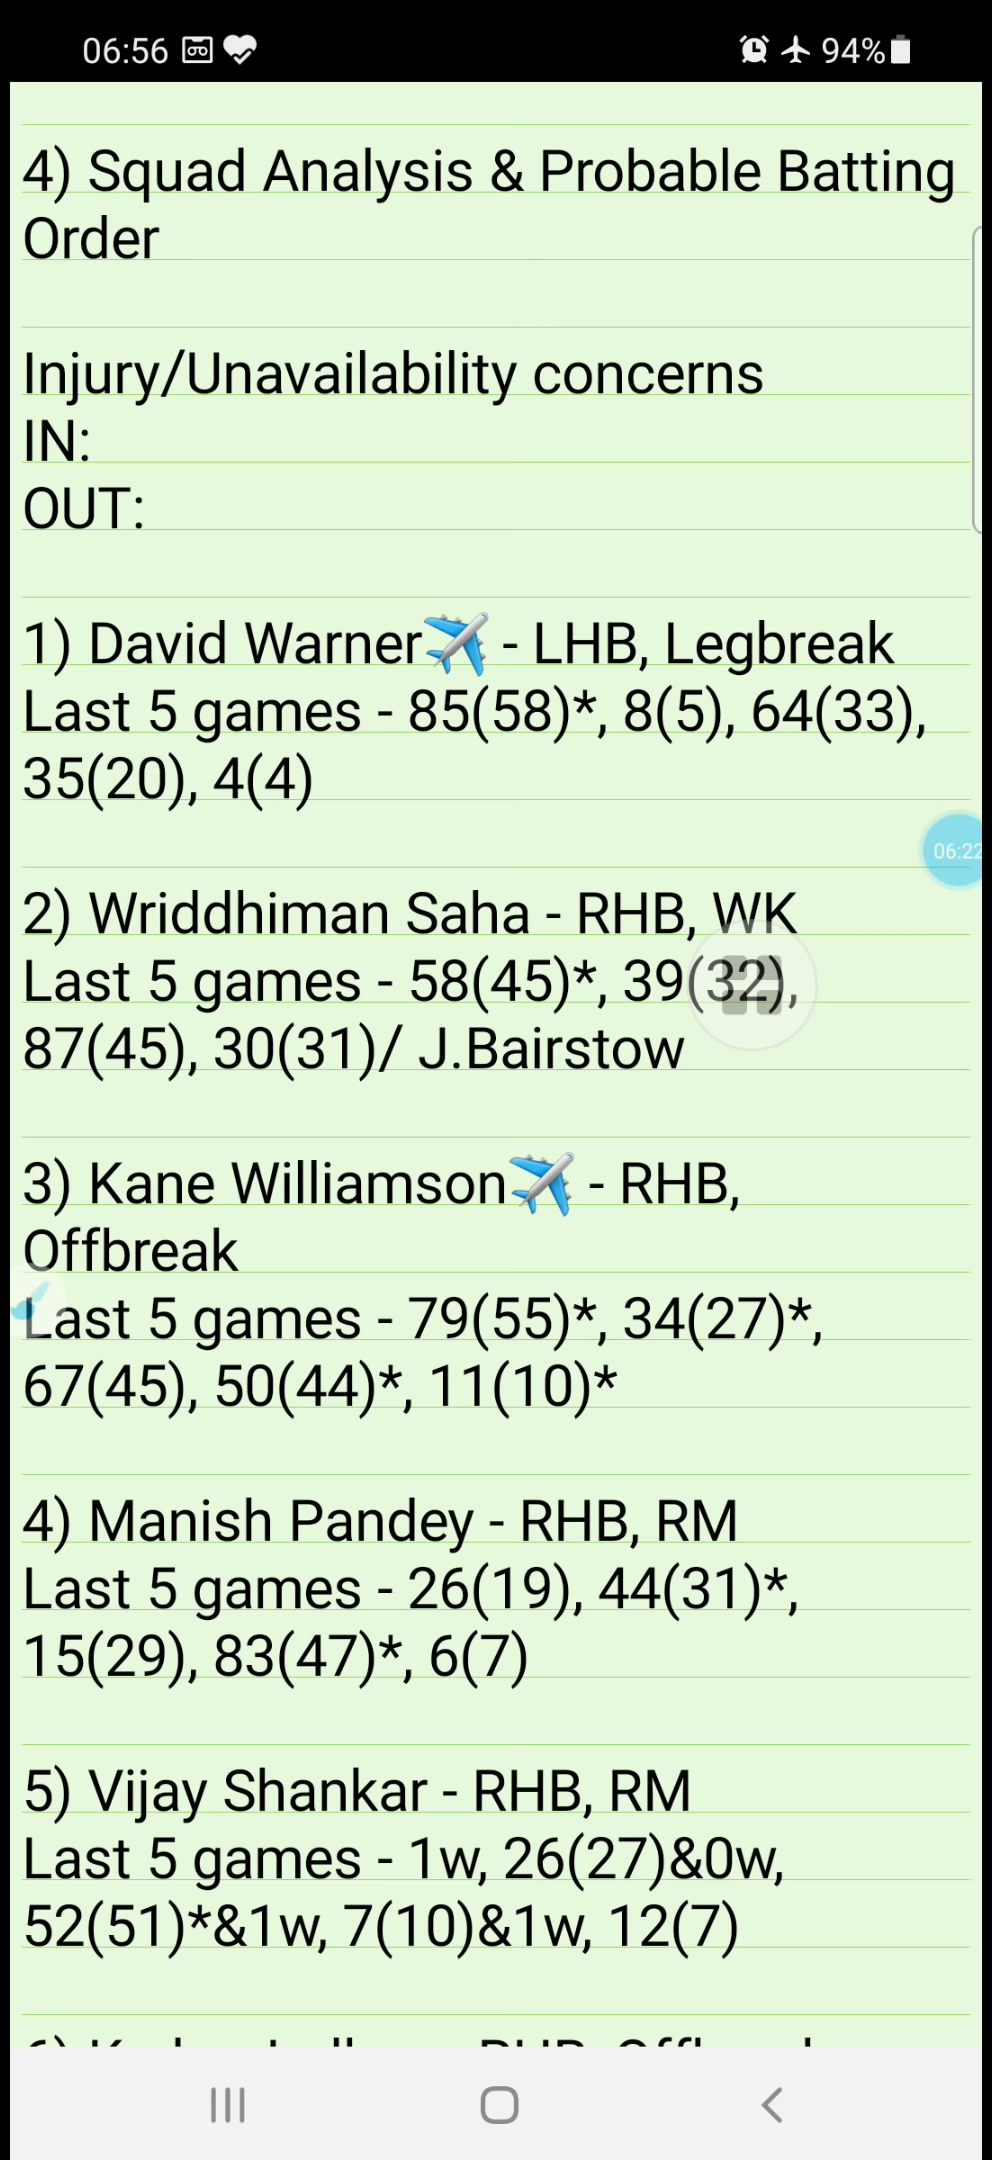 06:56 94%
4) Squad Analysis & Probable Batting
Order
Injury/Unavailability concerns
IN:
OUT:
1) David Warner✈️ - LHB, Legbreak
Last 5 games - 85(58)*, 8(5), 64(33),
35(20), 4(4)
06:22
2) Wriddhiman Saha - RHB, WK
Last 5 games - 58(45)*, 39(32),
87(45), 30(31)/ J.Bairstow
3) Kane Williamson✈️ - RHB,
Offbreak
Last 5 games - 79(55)*, 34(27)*,
67(45), 50(44)*, 11(10)*
4) Manish Pandey - RHB, RM
Last 5 games - 26(19), 44(31)*,
15(29), 83(47)*, 6(7)
5) Vijay Shankar - RHB, RM
Last 5 games - 1w, 26(27)&0w,
52(51)*&1w, 7(10)&1w, 12(7)